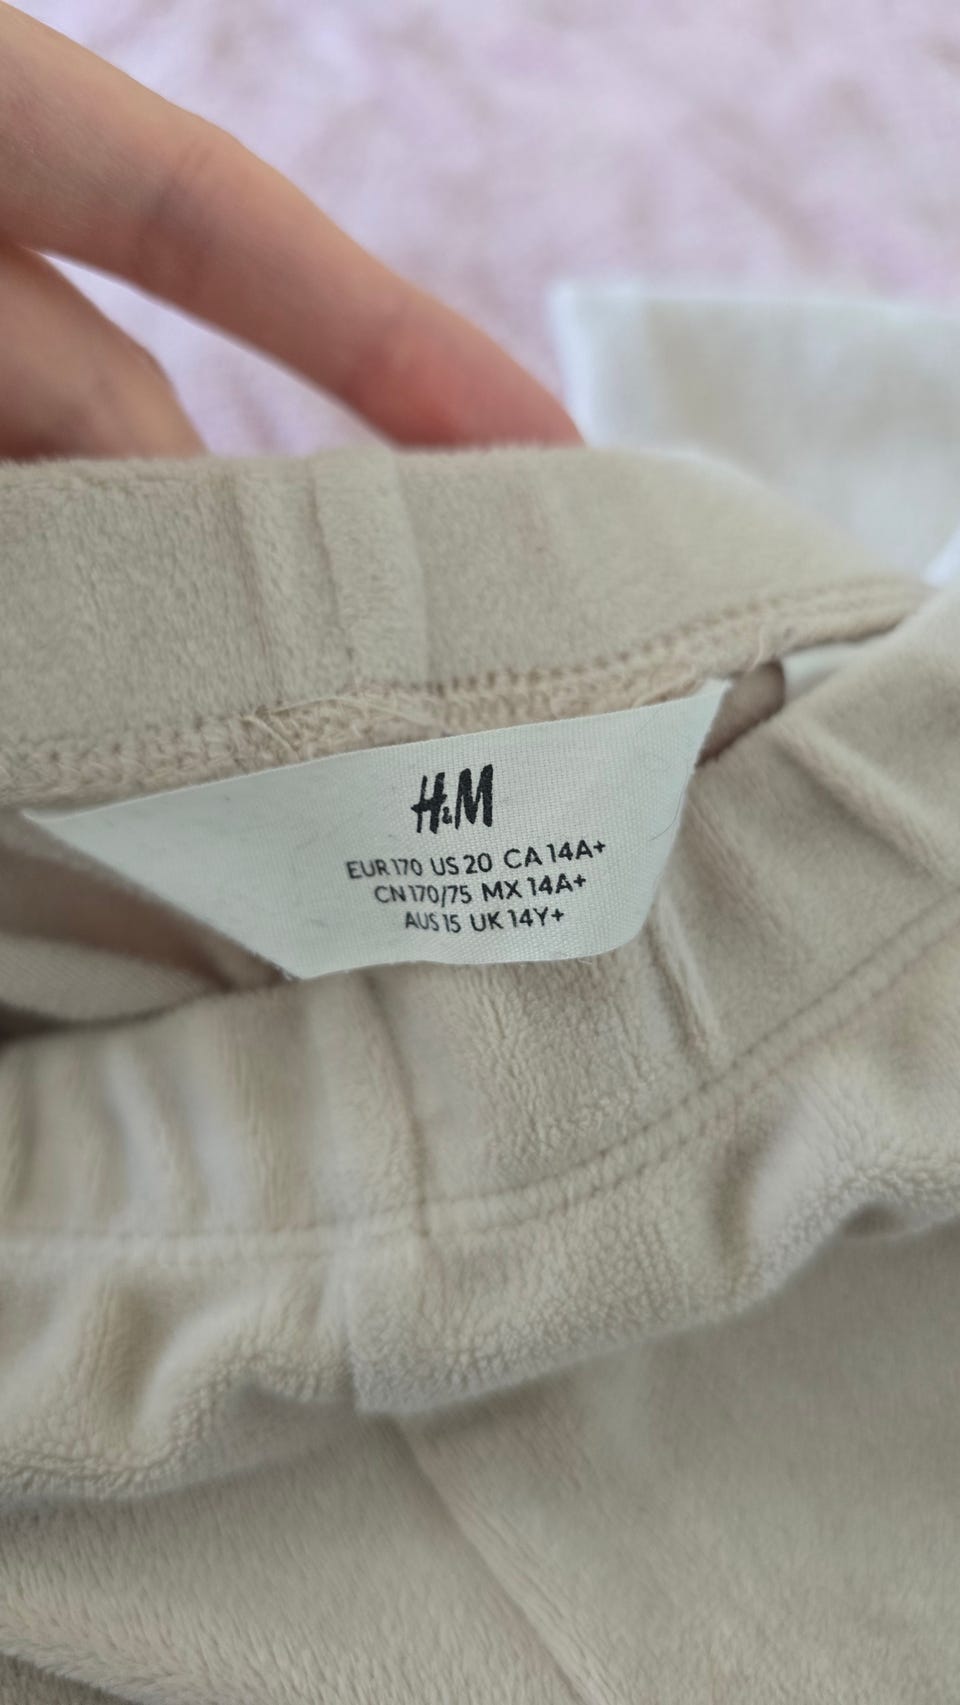 H&M
EUR 170 US 20 CA 14A+
CN 170/75 MX 14A+
AUS 15 UK 14Y+